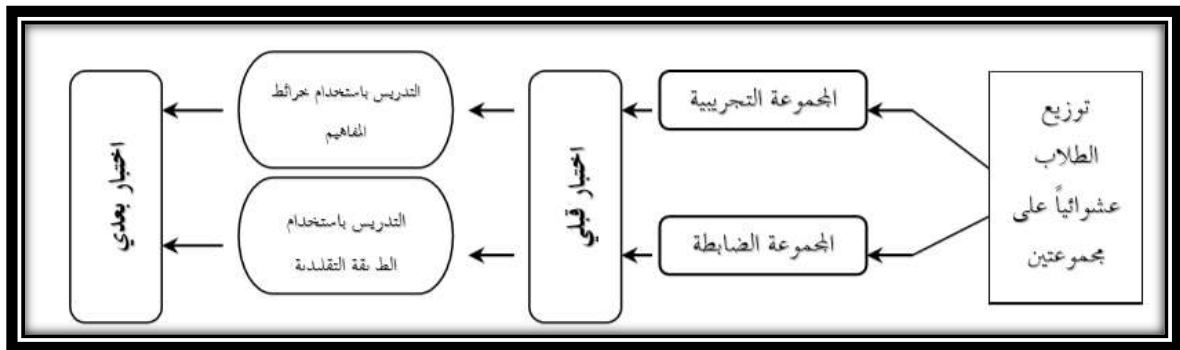 توزيع
الطلاب
عشوائياً على
مجموعتين
المجموعة التجريبية
المجموعة الضابطة
اختبار قبلي
التدريس باستخدام خرائط
المفاهيم
التدريس باستخدام
الطريقة التقليدية
اختبار بعدي